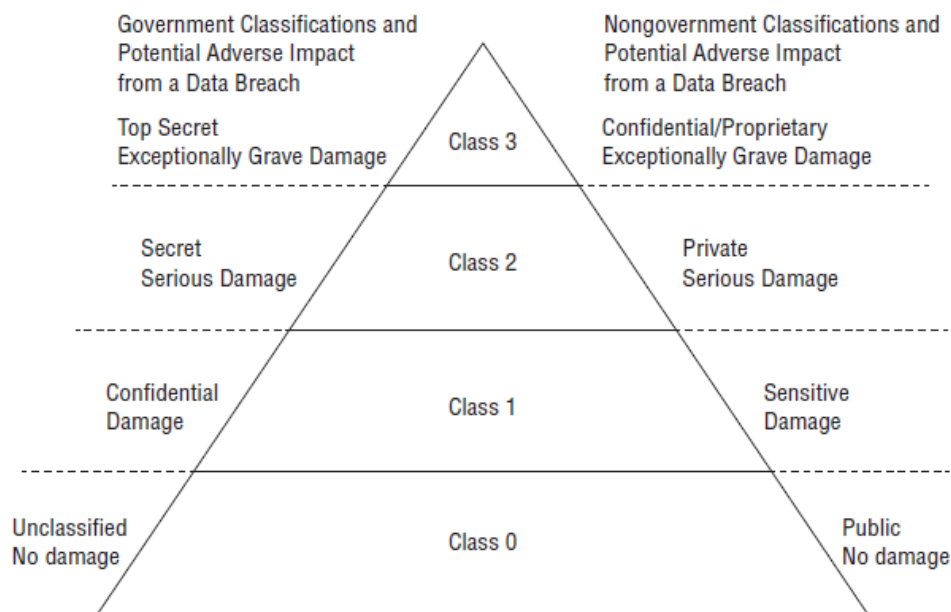 Government Classifications and
Potential Adverse Impact
from a Data Breach
Nongovernment Classifications and
Potential Adverse Impact
from a Data Breach
Top Secret
Exceptionally Grave Damage
Class 3
Confidential/Proprietary
Exceptionally Grave Damage
Secret
Serious Damage
Class 2
Private
Serious Damage
Confidential
Damage
Class 1
Sensitive
Damage
Unclassified
No damage
Class 0
Public
No damage